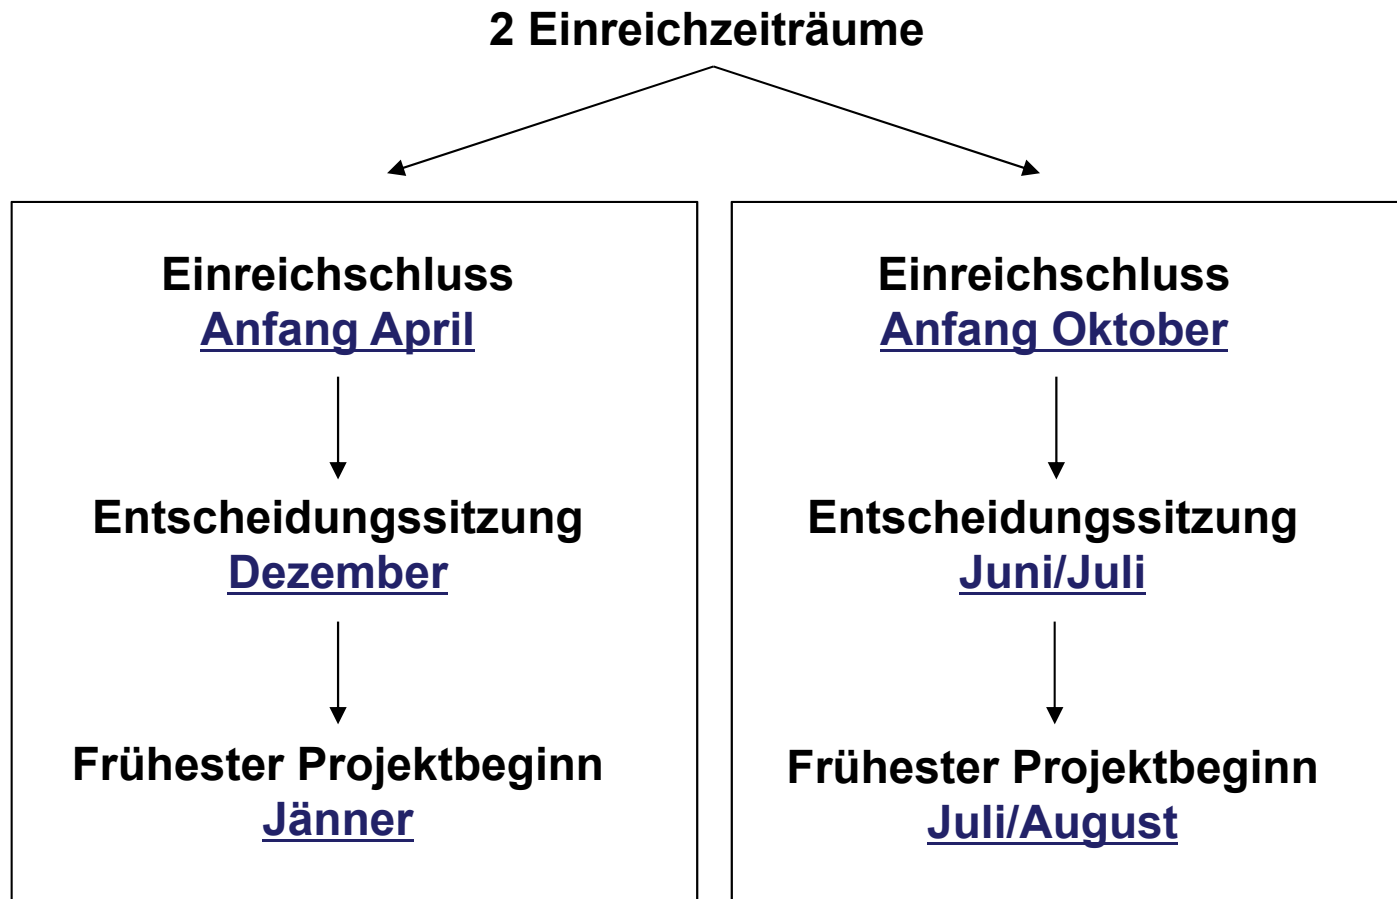 2 Einreichzeiträume
Einreichschluss
Anfang April
Entscheidungssitzung
Dezember
Frühester Projektbeginn
Jänner
Einreichschluss
Anfang Oktober
Entscheidungssitzung
Juni/Juli
Frühester Projektbeginn
Juli/August